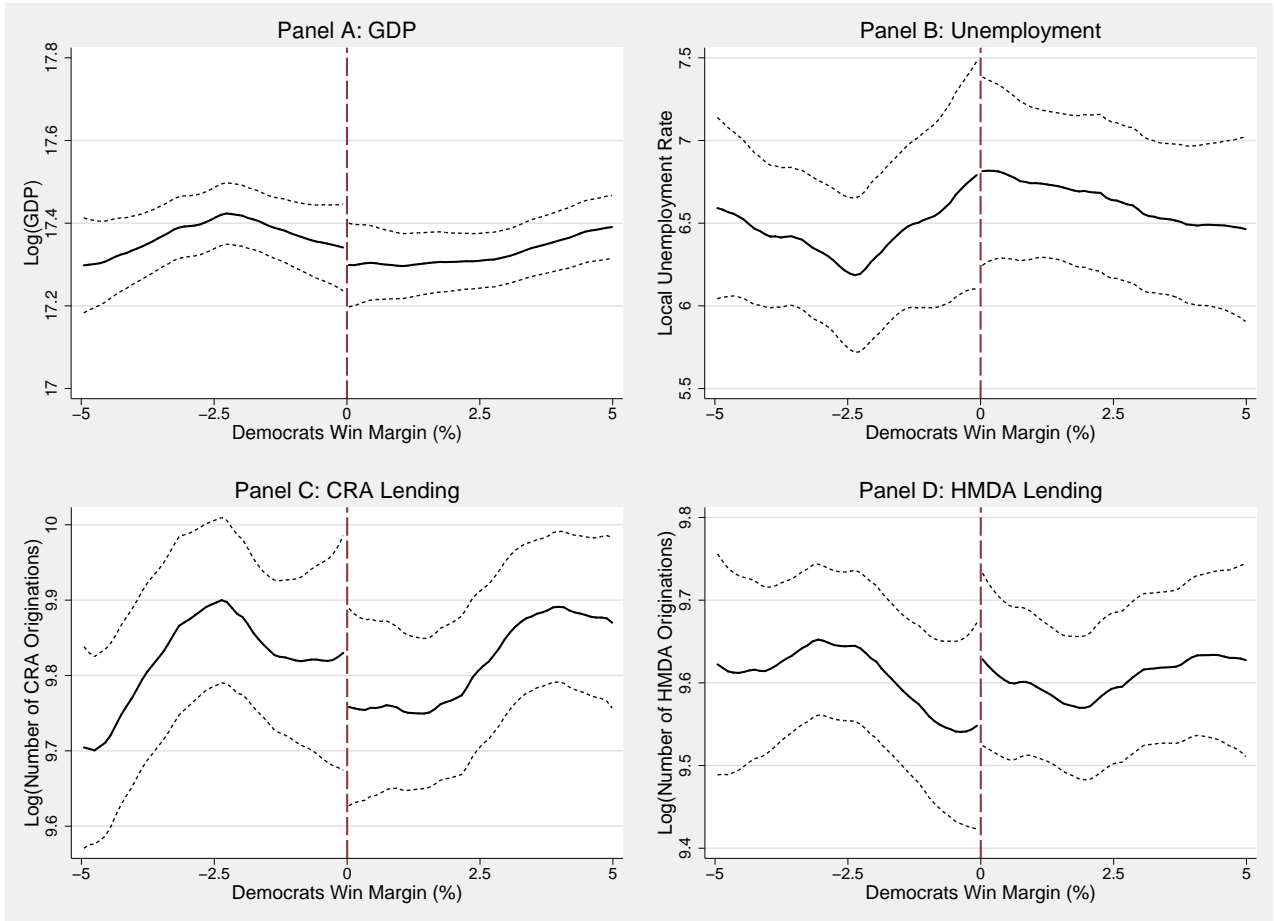 Panel A: GDP
Log(GDP)
17.8
17.6
17.4
17.2
17
−5 −2.5 0 2.5 5
Democrats Win Margin (%)
Panel B: Unemployment
Local Unemployment Rate
7.5
7
6.5
6
5.5
−5 −2.5 0 2.5 5
Democrats Win Margin (%)
Panel C: CRA Lending
Log(Number of CRA Originations)
10
9.9
9.8
9.7
9.6
−5 −2.5 0 2.5 5
Democrats Win Margin (%)
Panel D: HMDA Lending
Log(Number of HMDA Originations)
9.8
9.7
9.6
9.5
9.4
−5 −2.5 0 2.5 5
Democrats Win Margin (%)